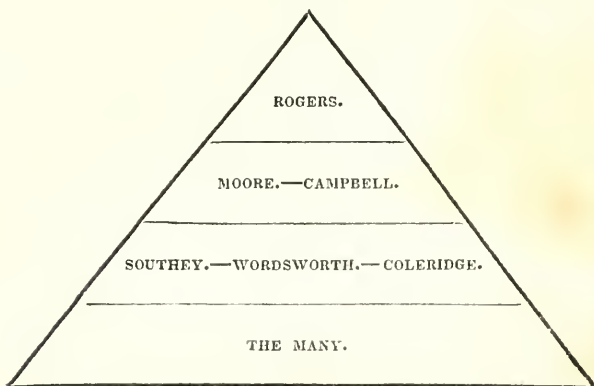 ROGERS.
MOORE.—CAMPBELL.
SOUTHEY.—WORDSWORTH.—COLERIDGE.
THE MANY.